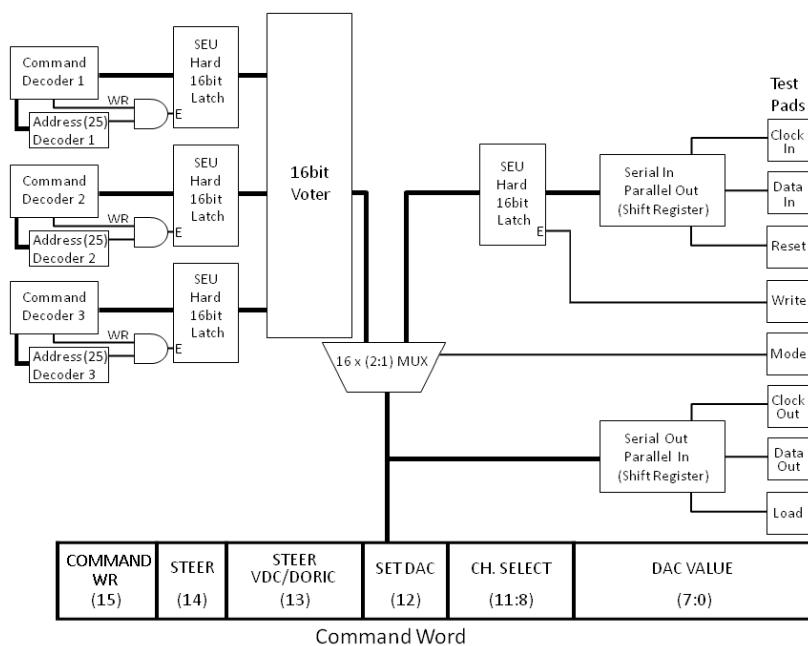 Command
Decoder 1
WR
Address(25)
Decoder 1
E
SEU
Hard
16bit
Latch
Command
Decoder 2
WR
Address(25)
Decoder 2
E
SEU
Hard
16bit
Latch
Command
Decoder 3
WR
Address(25)
Decoder 3
E
SEU
Hard
16bit
Latch
16bit
Voter
SEU
Hard
16bit
Latch
E
Serial In
Parallel Out
(Shift Register)
Test
Pads
Clock
In
Data
In
Reset
Write
16 x (2:1) MUX
Mode
Serial Out
Parallel In
(Shift Register)
Clock
Out
Data
Out
Load
COMMAND
WR
(15)
STEER
(14)
STEER
VDC/DORIC
(13)
SET DAC
(12)
CH. SELECT
(11:8)
DAC VALUE
(7:0)
Command Word